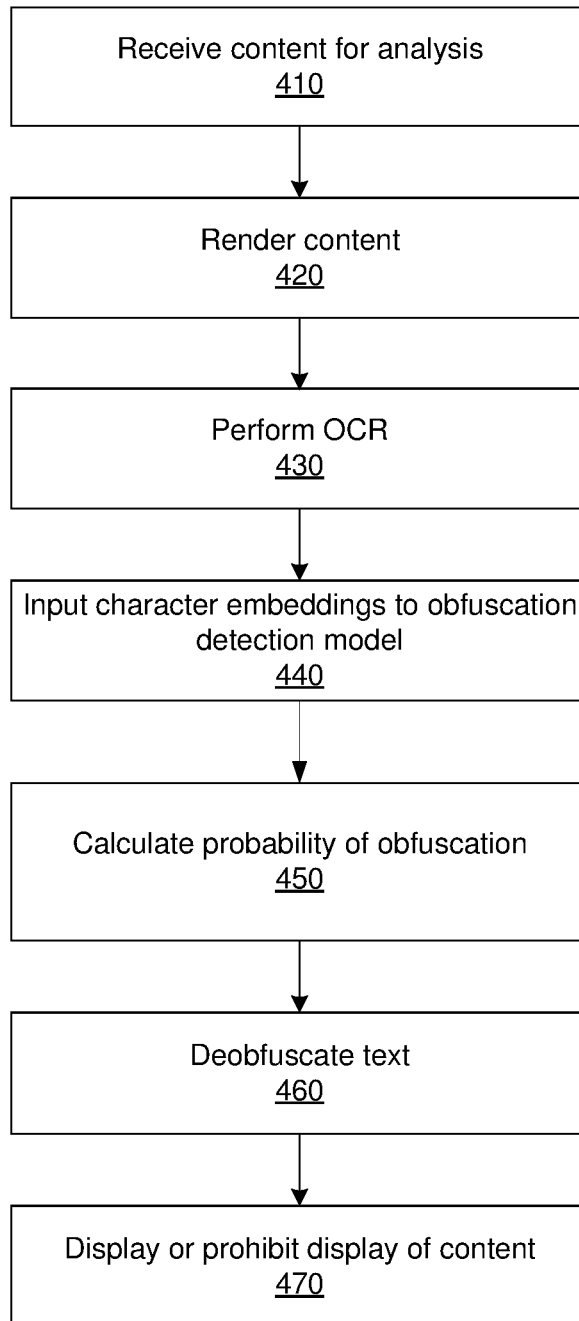 Receive content for analysis
410
Render content
420
Perform OCR
430
Input character embeddings to obfuscation
detection model
440
Calculate probability of obfuscation
450
Deobfuscate text
460
Display or prohibit display of content
470